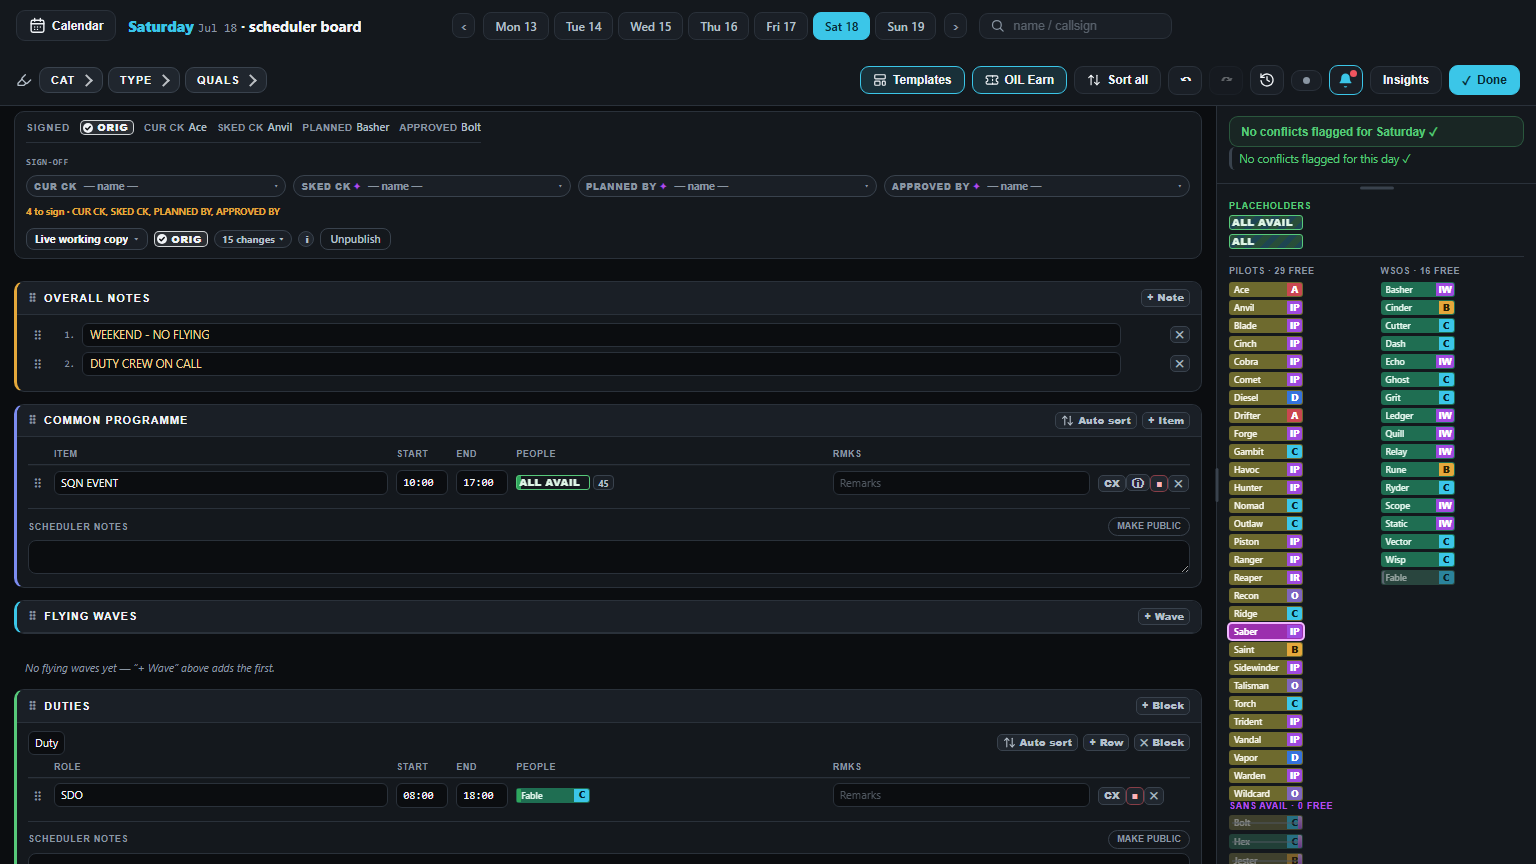 Calendar
Saturday Jul 18 · scheduler board
‹ Mon 13 Tue 14 Wed 15 Thu 16 Fri 17 Sat 18 Sun 19 ›
name / callsign
CAT TYPE QUALS
Templates OIL Earn Sort all Insights ✓ Done
SIGNED ORIG CUR CK Ace SKED CK Anvil PLANNED Basher APPROVED Bolt
SIGN-OFF
CUR CK — name — SKED CK ✦ — name — PLANNED BY ✦ — name — APPROVED BY ✦ — name —
4 to sign · CUR CK, SKED CK, PLANNED BY, APPROVED BY
Live working copy ORIG 15 changes i Unpublish
OVERALL NOTES + Note
1. WEEKEND - NO FLYING ✕
2. DUTY CREW ON CALL ✕
COMMON PROGRAMME Auto sort + Item
ITEM START END PEOPLE RMKS
SQN EVENT 10:00 17:00 ALL AVAIL 45 Remarks CX ✕
SCHEDULER NOTES MAKE PUBLIC
FLYING WAVES + Wave
No flying waves yet — "+ Wave" above adds the first.
DUTIES + Block
Duty Auto sort + Row ✕ Block
ROLE START END PEOPLE RMKS
SDO 08:00 18:00 Fable C Remarks CX ✕
SCHEDULER NOTES MAKE PUBLIC
No conflicts flagged for Saturday ✓
No conflicts flagged for this day ✓
PLACEHOLDERS
ALL AVAIL
ALL
PILOTS · 29 FREE
Ace A
Anvil IP
Blade IP
Cinch IP
Cobra IP
Comet IP
Diesel D
Drifter A
Forge IP
Gambit C
Havoc IP
Hunter IP
Nomad C
Outlaw C
Piston IP
Ranger IP
Reaper IR
Recon O
Ridge C
Saber IP
Saint B
Sidewinder IP
Talisman O
Torch C
Trident IP
Vandal IP
Vapor D
Warden IP
Wildcard O
SANS AVAIL · 0 FREE
Bolt C
Hex C
Jester B
WSOS · 16 FREE
Basher IW
Cinder B
Cutter C
Dash C
Echo IW
Ghost C
Grit C
Ledger IW
Quill IW
Relay IW
Rune B
Ryder C
Scope IW
Static IW
Vector C
Wisp C
Fable C